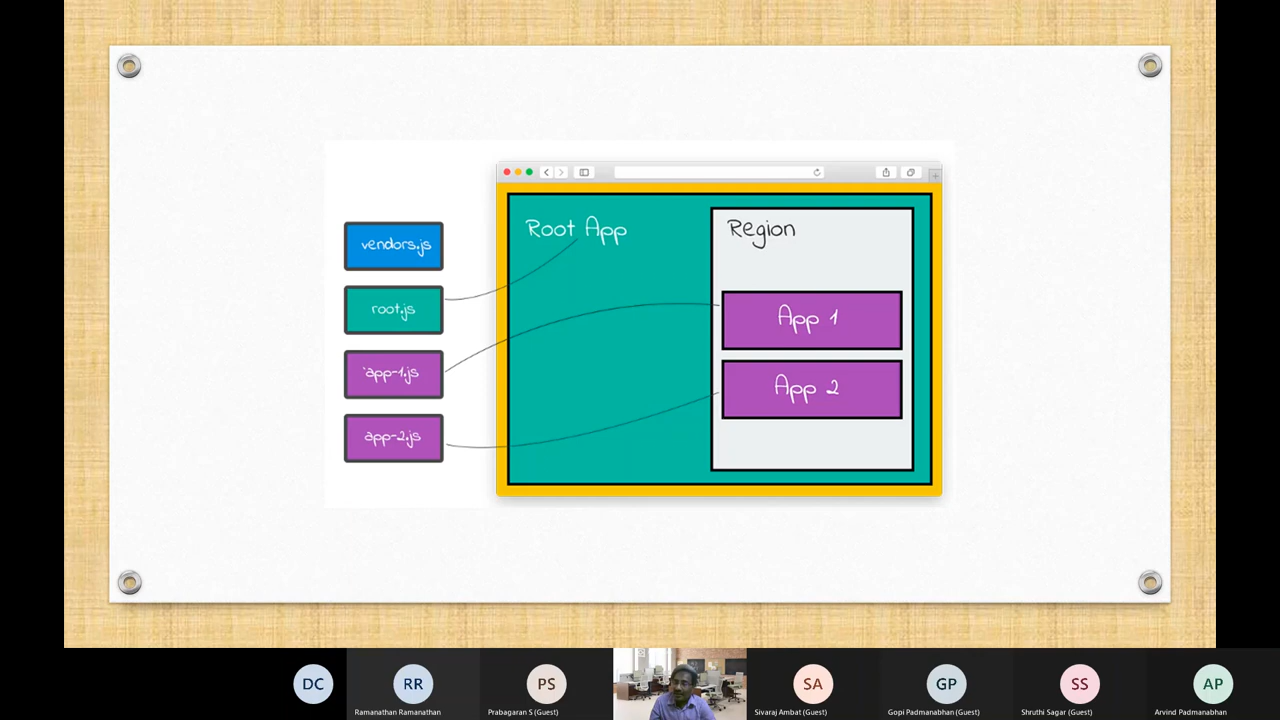 vendors.js
root.js
app-1.js
app-2.js
Root App
Region
App 1
App 2
DC
RR
PS
SA
GP
SS
AP
Ramanathan Ramanathan
Prabagaran S (Guest)
Sivaraj Ambat (Guest)
Gopi Padmanabhan (Guest)
Shruthi Sagar (Guest)
Arvind Padmanabhan